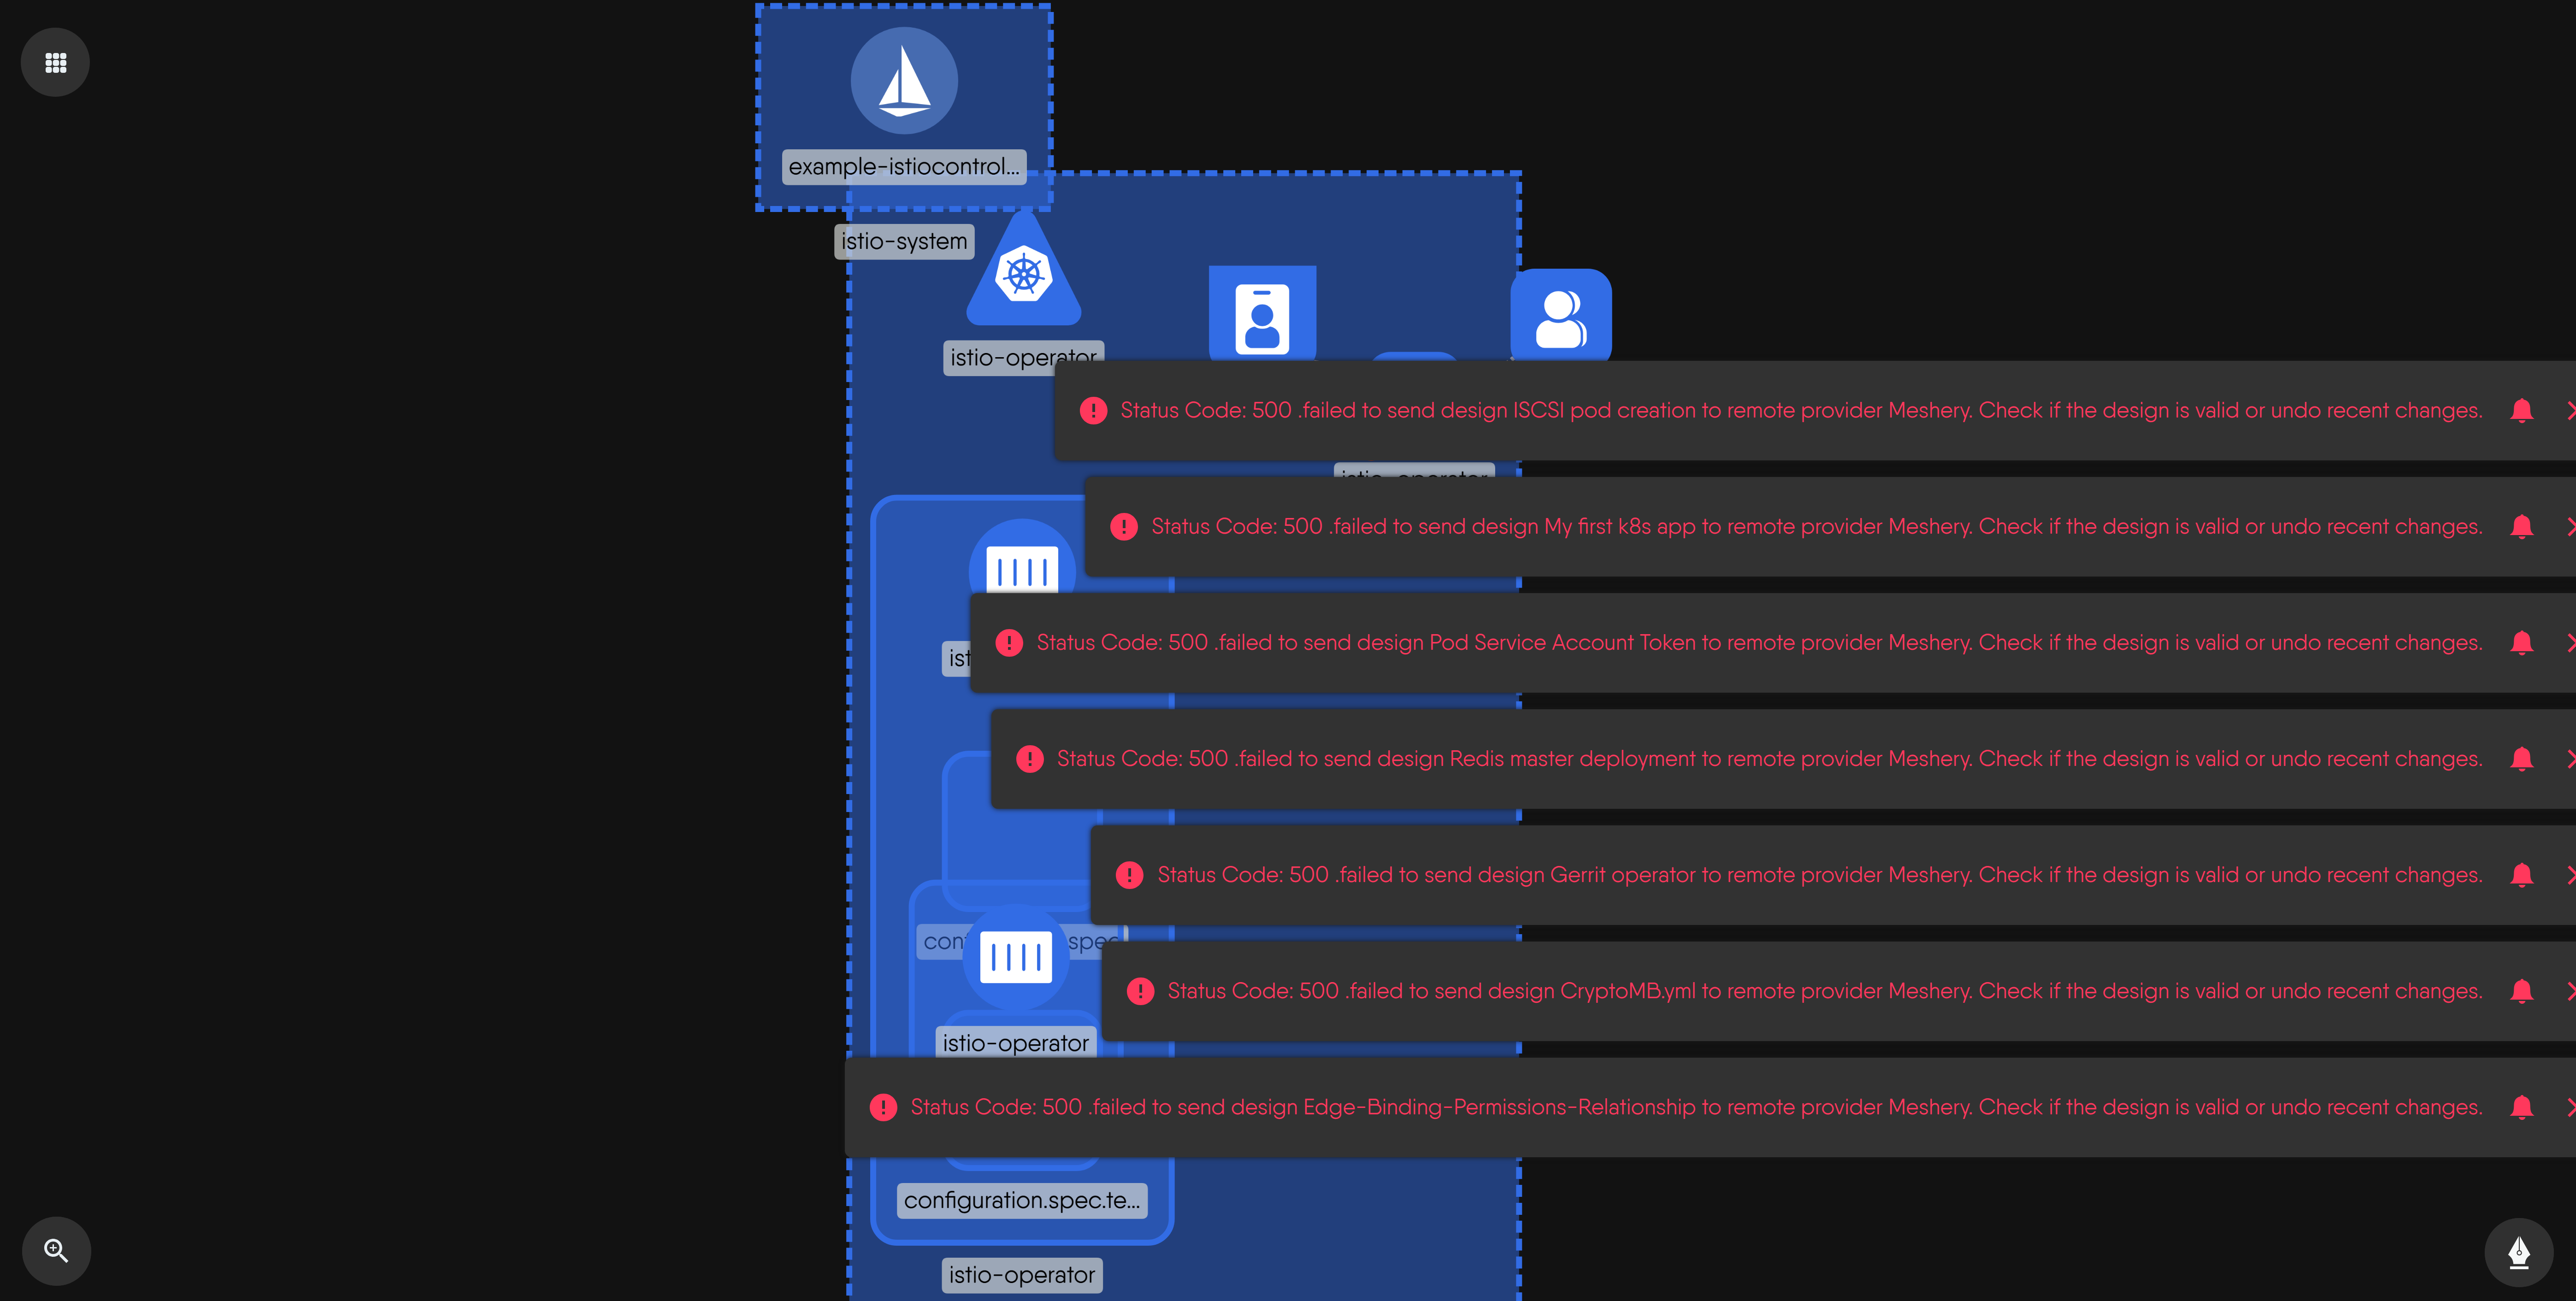 example-istiocontrol...
istio-system
istio-operator
Status Code: 500 .failed to send design ISCSI pod creation to remote provider Meshery. Check if the design is valid or undo recent changes.
istio-operator
Status Code: 500 .failed to send design My first k8s app to remote provider Meshery. Check if the design is valid or undo recent changes.
Status Code: 500 .failed to send design Pod Service Account Token to remote provider Meshery. Check if the design is valid or undo recent changes.
ist
Status Code: 500 .failed to send design Redis master deployment to remote provider Meshery. Check if the design is valid or undo recent changes.
Status Code: 500 .failed to send design Gerrit operator to remote provider Meshery. Check if the design is valid or undo recent changes.
Status Code: 500 .failed to send design CryptoMB.yml to remote provider Meshery. Check if the design is valid or undo recent changes.
istio-operator
Status Code: 500 .failed to send design Edge-Binding-Permissions-Relationship to remote provider Meshery. Check if the design is valid or undo recent changes.
configuration.spec.te...
istio-operator